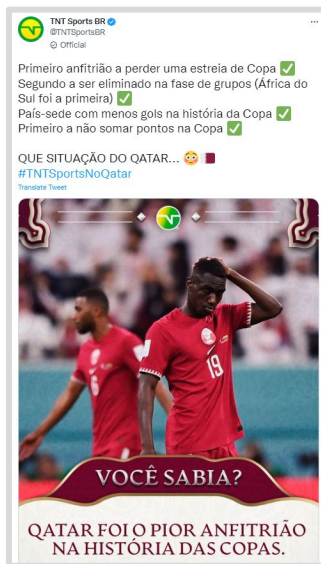 TNT Sports BR
@TNTSportsBR
Official
Primeiro anfitrião a perder uma estreia de Copa ✅
Segundo a ser eliminado na fase de grupos (África do
Sul foi a primeira) ✅
País-sede com menos gols na história da Copa ✅
Primeiro a não somar pontos na Copa ✅
QUE SITUAÇÃO DO QATAR... 😳 🇶🇦
#TNTSportsNoQatar
Translate Tweet
19
6
VOCÊ SABIA?
QATAR FOI O PIOR ANFITRIÃO
NA HISTÓRIA DAS COPAS.